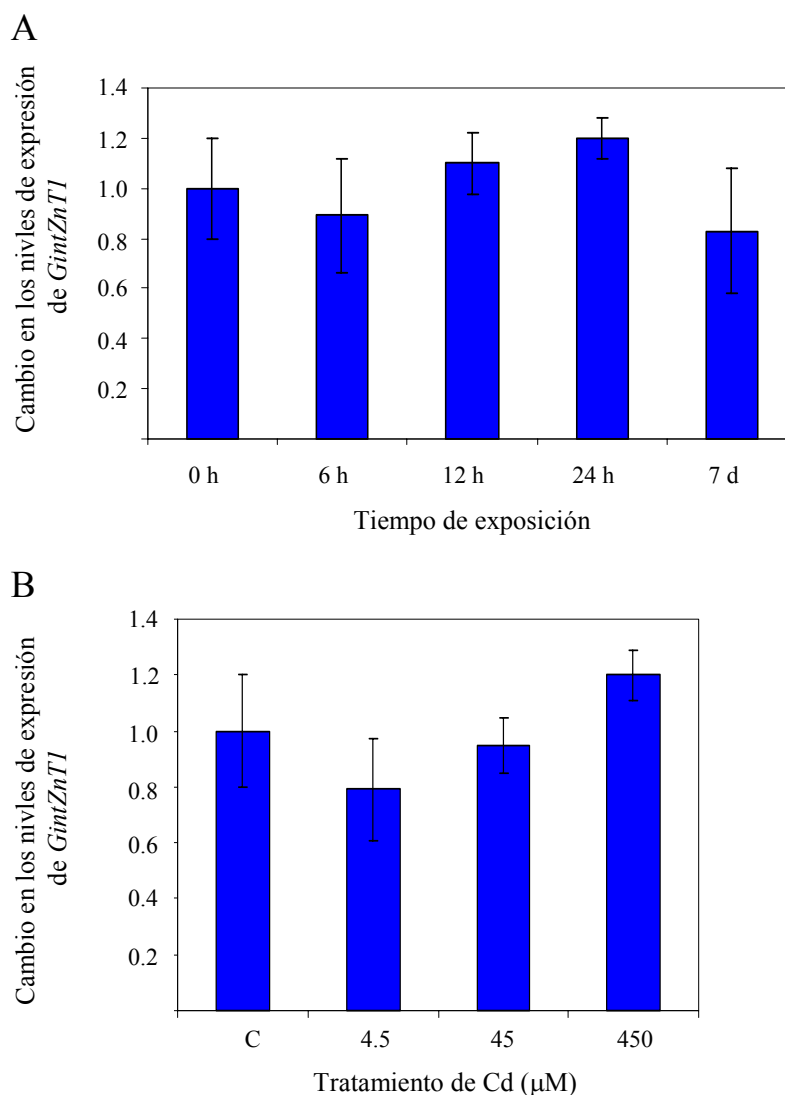 A
Cambio en los nivles de expresión
de GintZnT1
1.4
1.2
1.0
0.8
0.6
0.4
0.2
0 h 6 h 12 h 24 h 7 d
Tiempo de exposición
B
Cambio en los nivles de expresión
de GintZnT1
1.4
1.2
1.0
0.8
0.6
0.4
0.2
C 4.5 45 450
Tratamiento de Cd (μM)